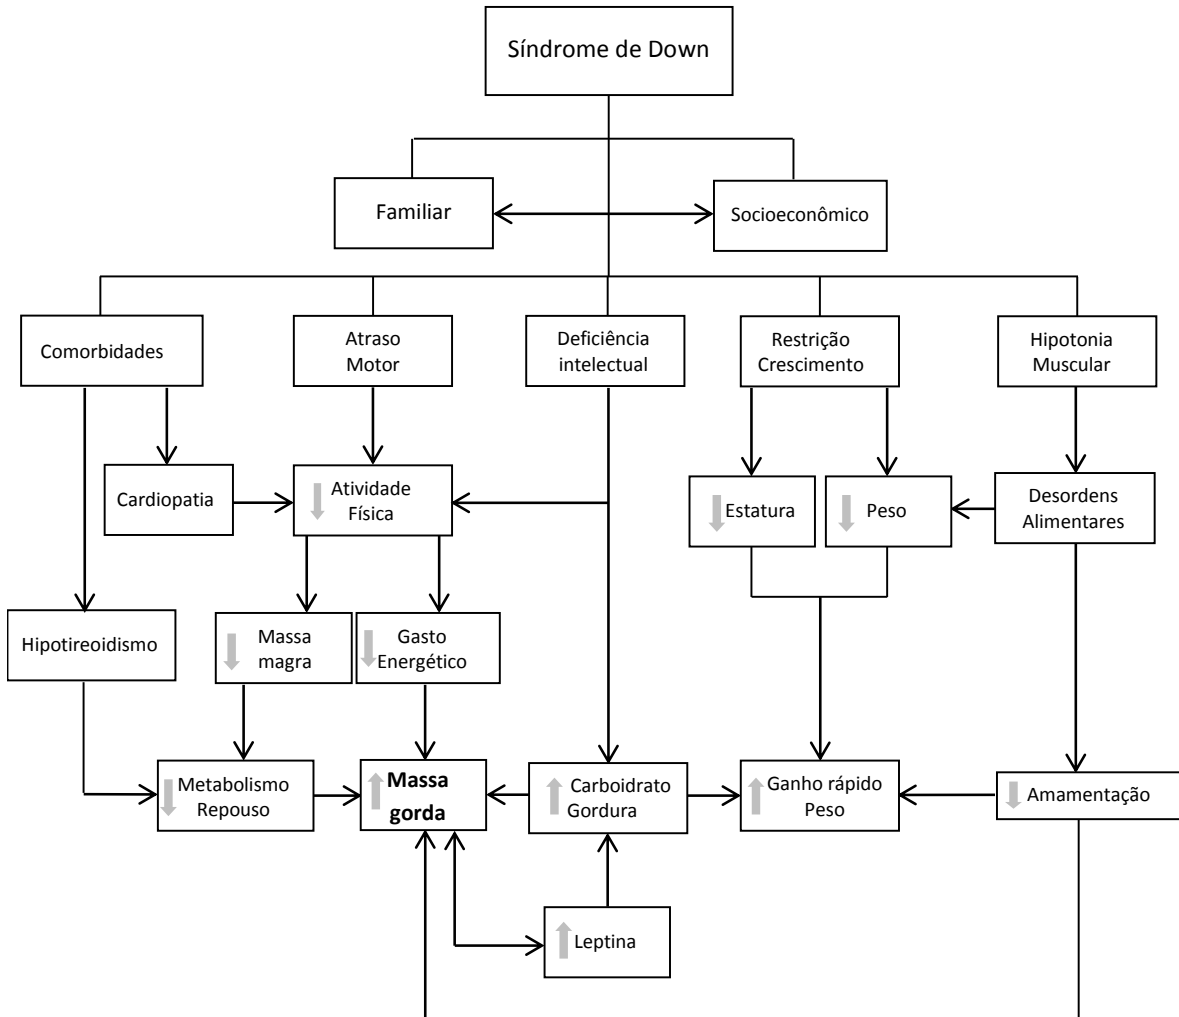 Síndrome de Down
Familiar
Socioeconômico
Comorbidades
Atraso
Motor
Deficiência
intelectual
Restrição
Crescimento
Hipotonia
Muscular
Cardiopatia
Atividade
Física
Estatura
Peso
Desordens
Alimentares
Hipotireoidismo
Massa
magra
Gasto
Energético
Metabolismo
Repouso
Massa
gorda
Carboidrato
Gordura
Ganho rápido
Peso
Amamentação
Leptina